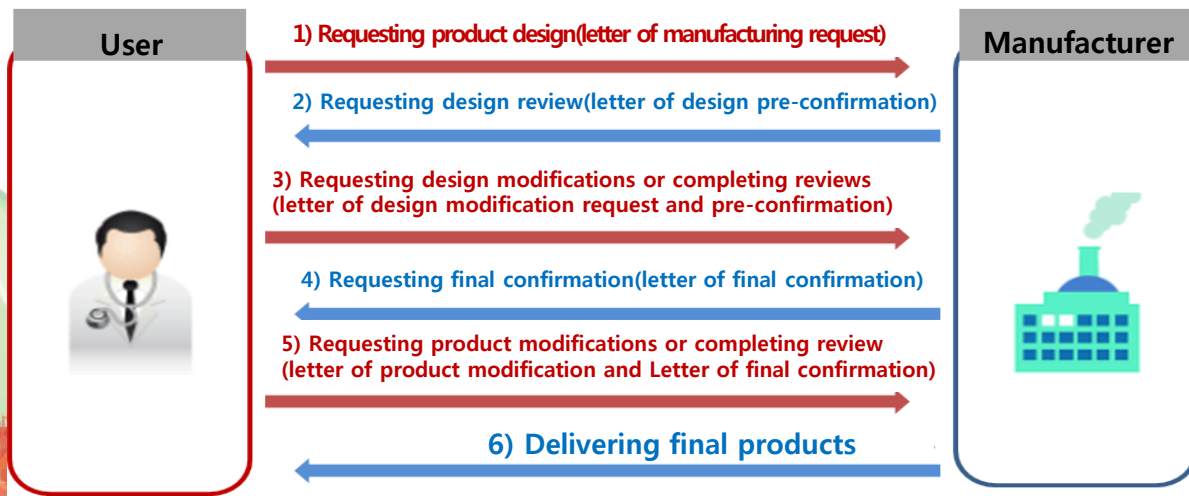 User
Manufacturer
1) Requesting product design(letter of manufacturing request)
2) Requesting design review(letter of design pre-confirmation)
3) Requesting design modifications or completing reviews
(letter of design modification request and pre-confirmation)
4) Requesting final confirmation(letter of final confirmation)
5) Requesting product modifications or completing review
(letter of product modification and Letter of final confirmation)
6) Delivering final products